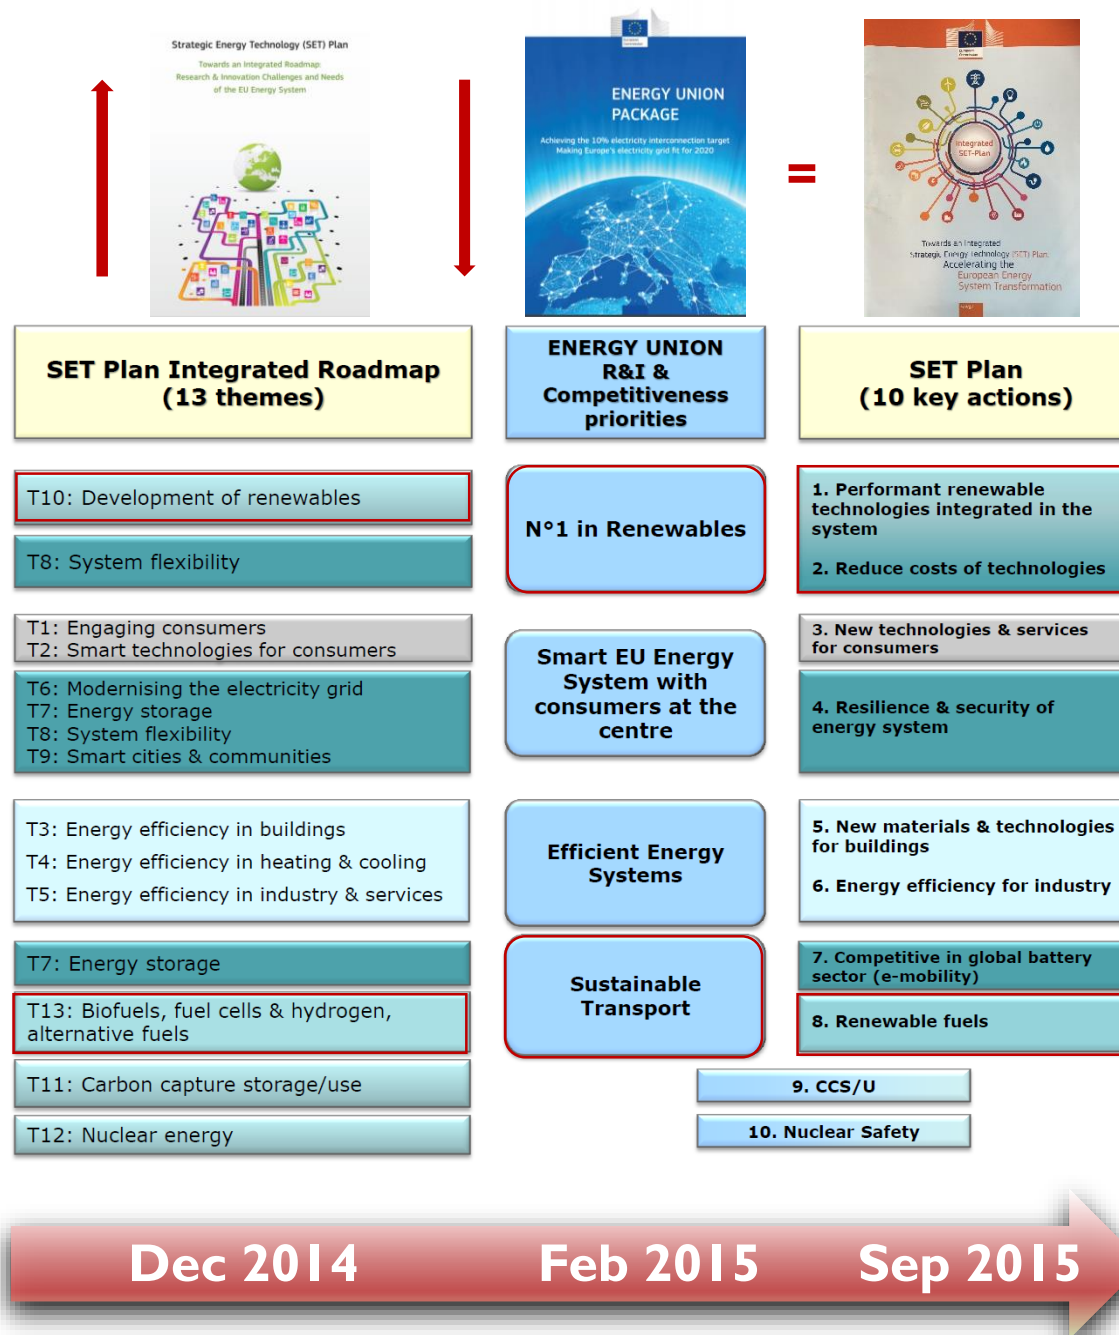 Strategic Energy Technology (SET) Plan
Towards an Integrated Roadmap:
Research & Innovation Challenges and Needs
of the EU Energy System
ENERGY UNION
PACKAGE
Achieving the 10% electricity interconnection target
Making Europe's electricity grid fit for 2020
=
Integrated
SET-Plan
Towards an Integrated
Strategic Energy Technology (SET) Plan:
Accelerating the
European Energy
System Transformation
SET Plan Integrated Roadmap
(13 themes)
ENERGY UNION
R&I &
Competitiveness
priorities
SET Plan
(10 key actions)
T10: Development of renewables
T8: System flexibility
N°1 in Renewables
1. Performant renewable
technologies integrated in the
system
2. Reduce costs of technologies
T1: Engaging consumers
T2: Smart technologies for consumers
T6: Modernising the electricity grid
T7: Energy storage
T8: System flexibility
T9: Smart cities & communities
Smart EU Energy
System with
consumers at the
centre
3. New technologies & services
for consumers
4. Resilience & security of
energy system
T3: Energy efficiency in buildings
T4: Energy efficiency in heating & cooling
T5: Energy efficiency in industry & services
Efficient Energy
Systems
5. New materials & technologies
for buildings
6. Energy efficiency for industry
T7: Energy storage
T13: Biofuels, fuel cells & hydrogen,
alternative fuels
Sustainable
Transport
7. Competitive in global battery
sector (e-mobility)
8. Renewable fuels
T11: Carbon capture storage/use
T12: Nuclear energy
9. CCS/U
10. Nuclear Safety
Dec 2014
Feb 2015
Sep 2015